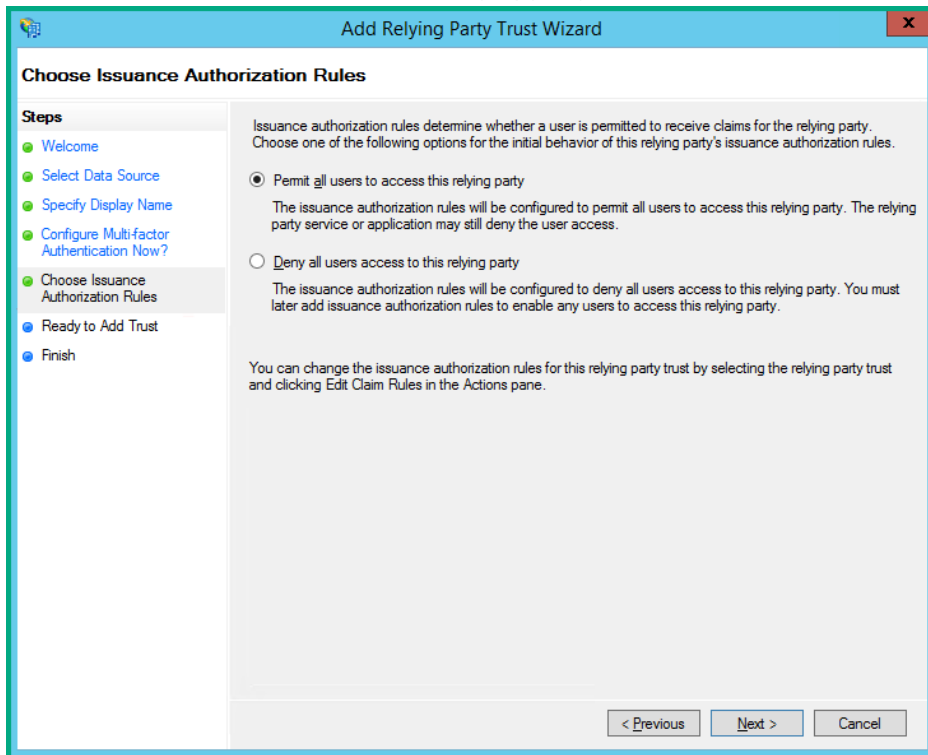 Add Relying Party Trust Wizard
x
Choose Issuance Authorization Rules
Steps
Welcome
Select Data Source
Specify Display Name
Configure Multi-factor
Authentication Now?
Choose Issuance
Authorization Rules
Ready to Add Trust
Finish
Issuance authorization rules determine whether a user is permitted to receive claims for the relying party.
Choose one of the following options for the initial behavior of this relying party's issuance authorization rules.
Permit all users to access this relying party
The issuance authorization rules will be configured to permit all users to access this relying party. The relying
party service or application may still deny the user access.
Deny all users access to this relying party
The issuance authorization rules will be configured to deny all users access to this relying party. You must
later add issuance authorization rules to enable any users to access this relying party.
You can change the issuance authorization rules for this relying party trust by selecting the relying party trust
and clicking Edit Claim Rules in the Actions pane.
< Previous
Next >
Cancel